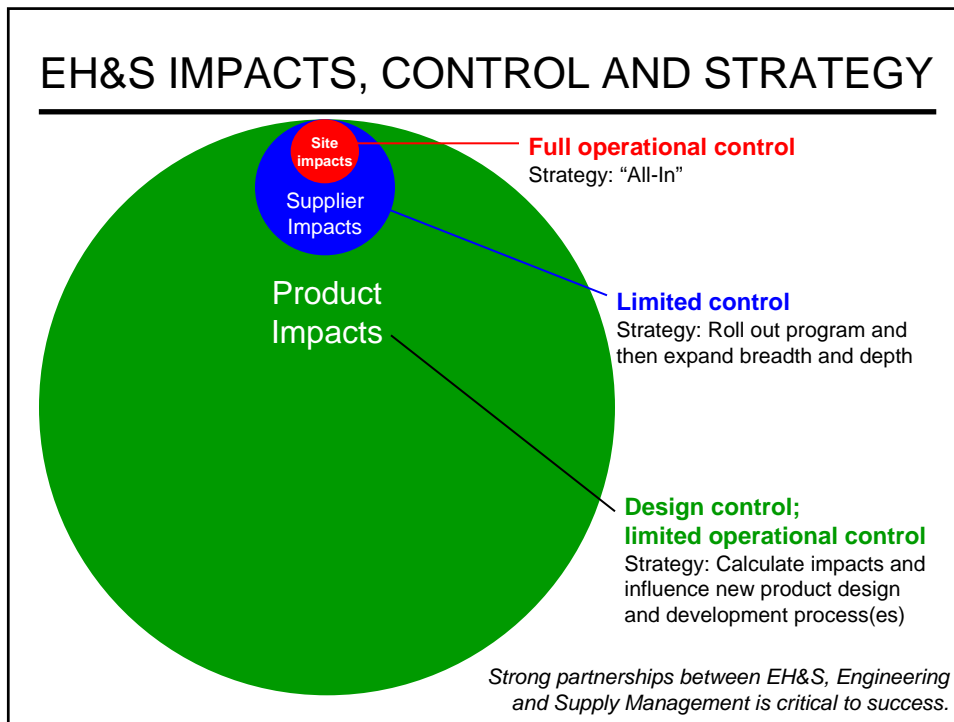 EH&S IMPACTS, CONTROL AND STRATEGY
Site
impacts
Supplier
Impacts
Product
Impacts
Full operational control
Strategy: “All-In”
Limited control
Strategy: Roll out program and
then expand breadth and depth
Design control;
limited operational control
Strategy: Calculate impacts and
influence new product design
and development process(es)
Strong partnerships between EH&S, Engineering
and Supply Management is critical to success.